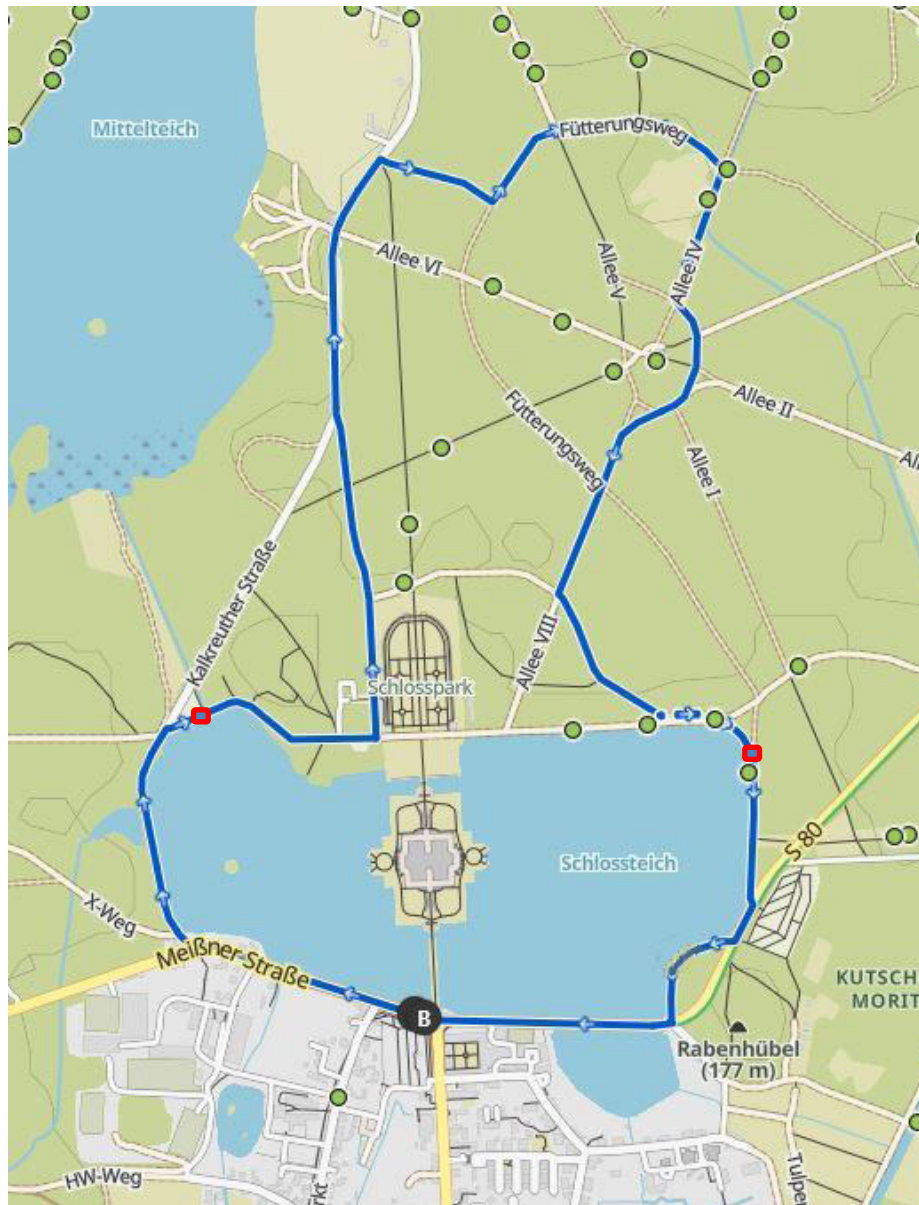 Mittelteich
Fütterungsweg
Allee VI
Allee V
Allee IV
Allee II
Fütterungsweg
Allee I
Kalkreuther Straße
Allee VIII
Schlosspark
S 80
Schlossteich
X-Weg
Meißner Straße
KUTSCH
MORIT
B
Rabenhübel
(177 m)
HW-Weg
Tulpe